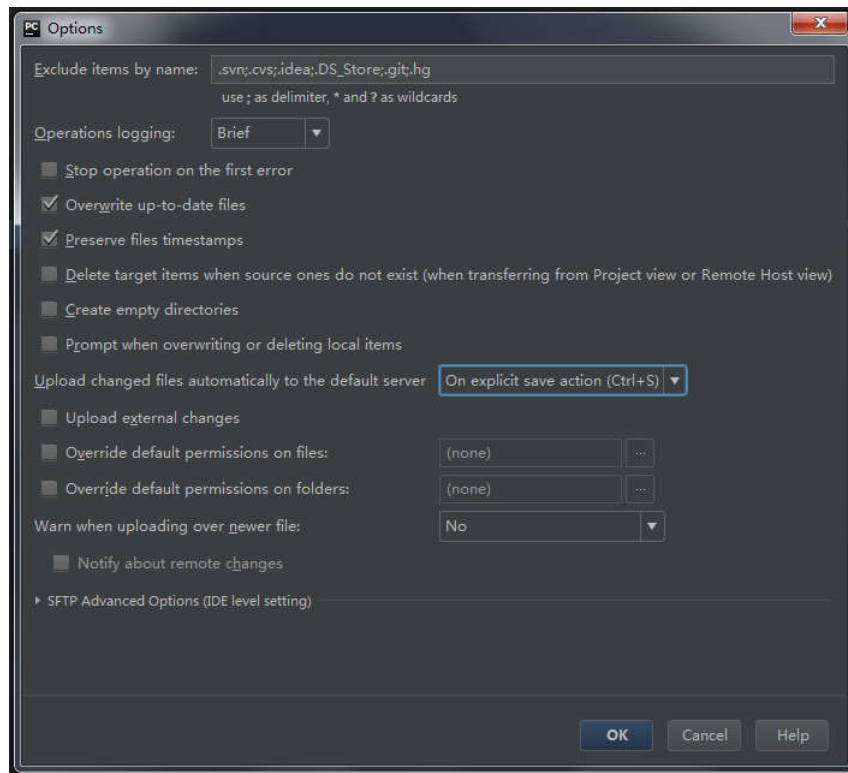 PC Options
Exclude items by name: .svn;.cvs;.idea;.DS_Store;.git;.hg
use ; as delimiter, * and ? as wildcards
Operations logging: Brief
Stop operation on the first error
Overwrite up-to-date files
Preserve files timestamps
Delete target items when source ones do not exist (when transferring from Project view or Remote Host view)
Create empty directories
Prompt when overwriting or deleting local items
Upload changed files automatically to the default server On explicit save action (Ctrl+S)
Upload external changes
Override default permissions on files: (none) ...
Override default permissions on folders: (none) ...
Warn when uploading over newer file: No
Notify about remote changes
SFTP Advanced Options (IDE level setting)
OK Cancel Help